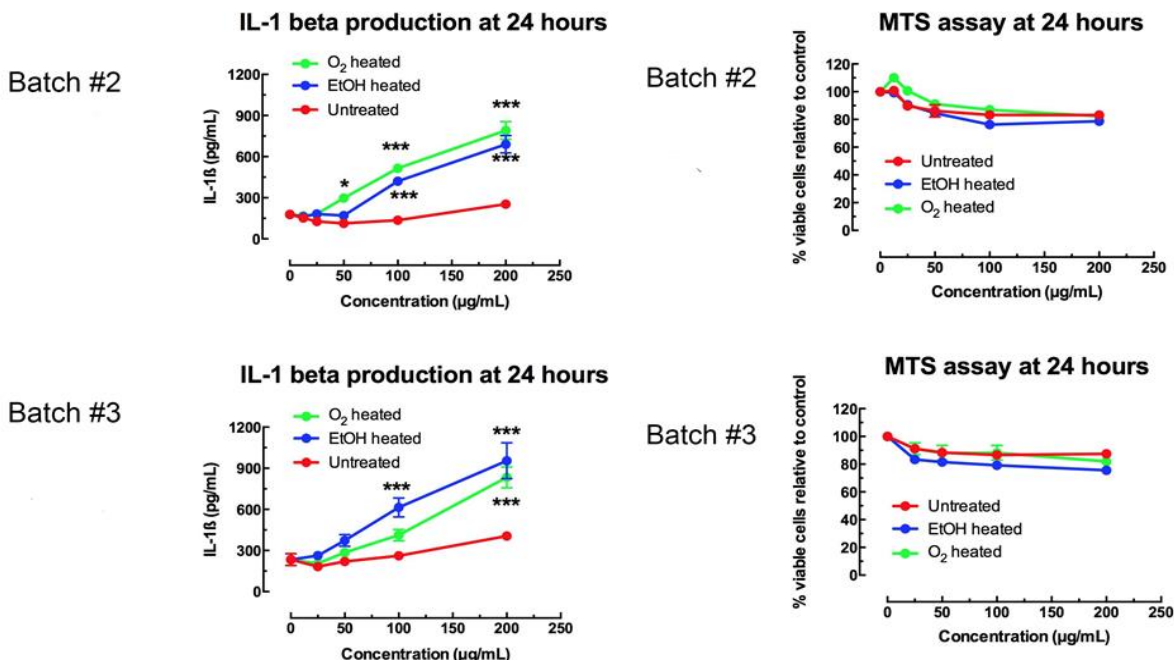 Batch #2
IL-1 beta production at 24 hours
O₂ heated
EtOH heated
Untreated
1200
900
600
300
0
IL-1ß (pg/mL)
*
***
***
***
***
0 50 100 150 200 250
Concentration (µg/mL)
Batch #2
MTS assay at 24 hours
120
100
80
60
40
20
0
% viable cells relative to control
Untreated
EtOH heated
O₂ heated
0 50 100 150 200 250
Concentration (µg/mL)
Batch #3
IL-1 beta production at 24 hours
O₂ heated
EtOH heated
Untreated
1200
900
600
300
0
IL-1ß (pg/mL)
***
***
***
0 50 100 150 200 250
Concentration (µg/mL)
Batch #3
MTS assay at 24 hours
120
100
80
60
40
20
0
% viable cells relative to control
Untreated
EtOH heated
O₂ heated
0 50 100 150 200 250
Concentration (µg/mL)